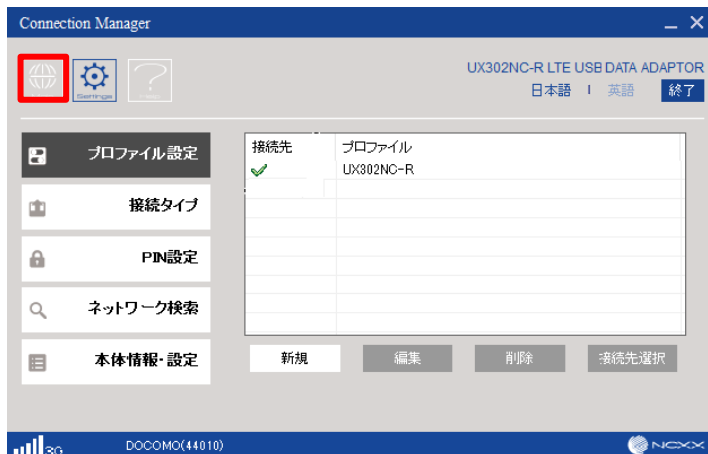 Connection Manager
Settings
UX302NC-R LTE USB DATA ADAPTOR
日本語 | 英語 終了
プロファイル設定
接続タイプ
PIN設定
ネットワーク検索
本体情報・設定
接続先 プロファイル
UX302NC-R
新規 編集 削除 接続先選択
3G DOCOMO(44010) NCXX